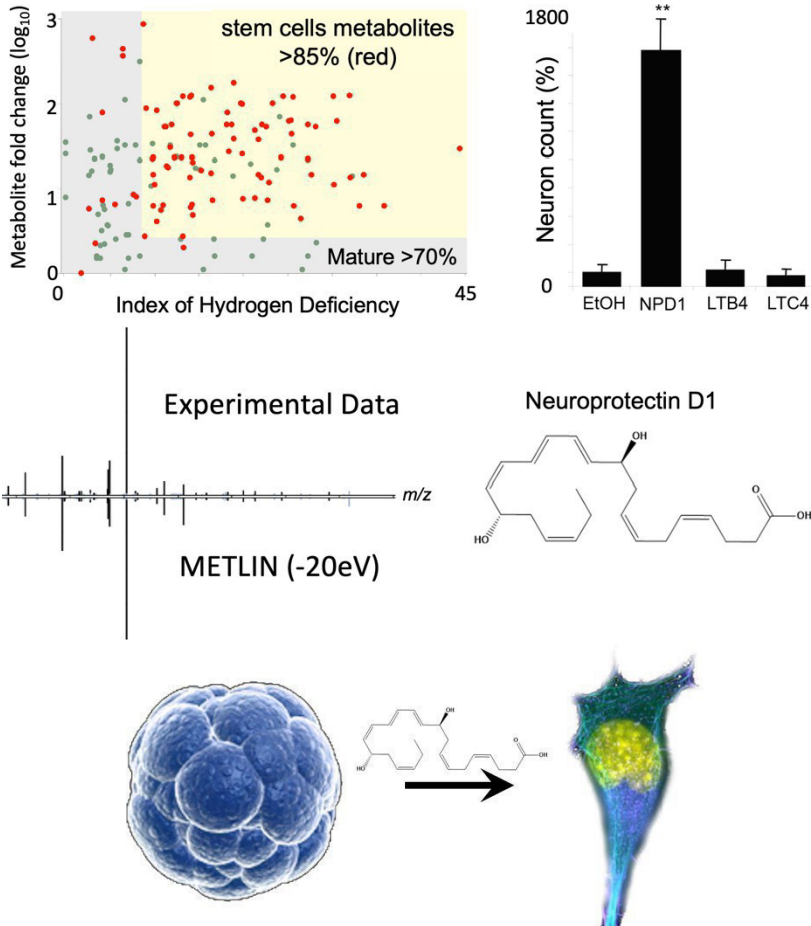 Metabolite fold change (log10)
3
2
1
0
stem cells metabolites
>85% (red)
Mature >70%
0
45
Index of Hydrogen Deficiency
1800
**
Neuron count (%)
0
EtOH
NPD1
LTB4
LTC4
Experimental Data
m/z
METLIN (-20eV)
Neuroprotectin D1
OH
O
OH
HO
OH
O
OH
HO